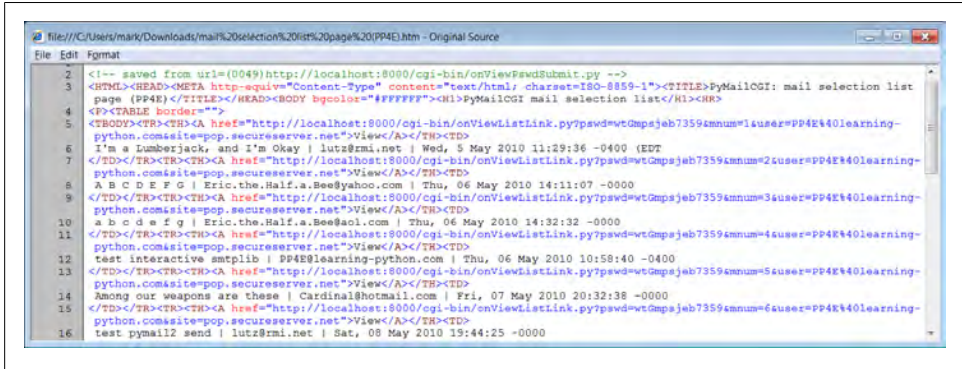 file:///C:/Users/mark/Downloads/mail%20selection%20list%20page%20(PP4E).htm - Original Source
File Edit Format
2 <!-- saved from url=(0049)http://localhost:8000/cgi-bin/onViewPswdSubmit.py -->
3 <HTML><HEAD><META http-equiv="Content-Type" content="text/html; charset=ISO-8859-1"><TITLE>PyMailCGI: mail selection list
page (PP4E)</TITLE></HEAD><BODY bgcolor="#FFFFFF"><H1>PyMailCGI mail selection list</H1><HR>
4 <P><TABLE border="">
5 <TBODY><TR><TH><A href="http://localhost:8000/cgi-bin/onViewListLink.py?pswd=wtGmpsjeb7359&mnum=1&user=PP4E%40learning-
python.com&site=pop.secureserver.net">View</A></TH><TD>
6 I'm a Lumberjack, and I'm Okay | lutz@rmi.net | Wed, 5 May 2010 11:29:36 -0400 (EDT
7 </TD></TR><TR><TH><A href="http://localhost:8000/cgi-bin/onViewListLink.py?pswd=wtGmpsjeb7359&mnum=2&user=PP4E%40learning-
python.com&site=pop.secureserver.net">View</A></TH><TD>
8 A B C D E F G | Eric.the.Half.a.Bee@yahoo.com | Thu, 06 May 2010 14:11:07 -0000
9 </TD></TR><TR><TH><A href="http://localhost:8000/cgi-bin/onViewListLink.py?pswd=wtGmpsjeb7359&mnum=3&user=PP4E%40learning-
python.com&site=pop.secureserver.net">View</A></TH><TD>
10 a b c d e f g | Eric.the.Half.a.Bee@aol.com | Thu, 06 May 2010 14:32:32 -0000
11 </TD></TR><TR><TH><A href="http://localhost:8000/cgi-bin/onViewListLink.py?pswd=wtGmpsjeb7359&mnum=4&user=PP4E%40learning-
python.com&site=pop.secureserver.net">View</A></TH><TD>
12 test interactive smtplib | PP4E@learning-python.com | Thu, 06 May 2010 10:58:40 -0400
13 </TD></TR><TR><TH><A href="http://localhost:8000/cgi-bin/onViewListLink.py?pswd=wtGmpsjeb7359&mnum=5&user=PP4E%40learning-
python.com&site=pop.secureserver.net">View</A></TH><TD>
14 Among our weapons are these | Cardinal@hotmail.com | Fri, 07 May 2010 20:32:38 -0000
15 </TD></TR><TR><TH><A href="http://localhost:8000/cgi-bin/onViewListLink.py?pswd=wtGmpsjeb7359&mnum=6&user=PP4E%40learning-
python.com&site=pop.secureserver.net">View</A></TH><TD>
16 test pymail2 send | lutz@rmi.net | Sat, 08 May 2010 19:44:25 -0000